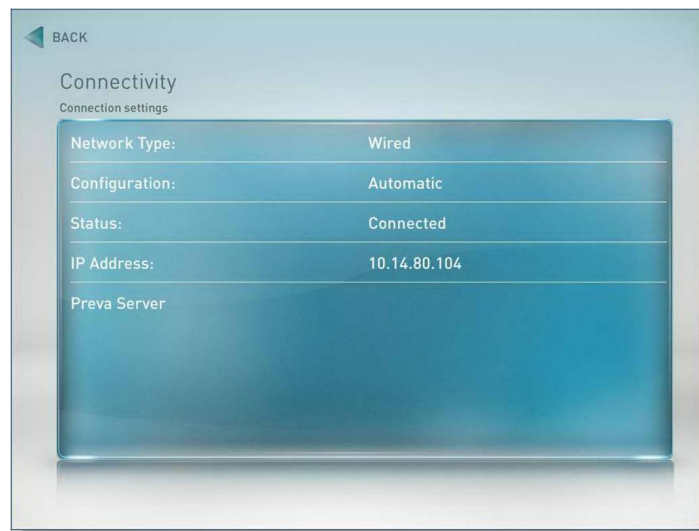 BACK
Connectivity
Connection settings
Network Type: Wired
Configuration: Automatic
Status: Connected
IP Address: 10.14.80.104
Preva Server